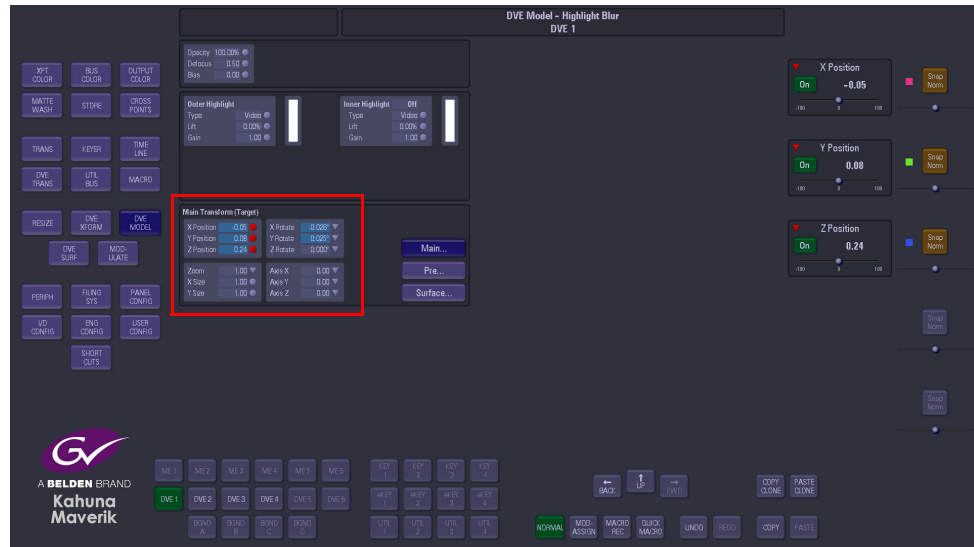 DVE Model - Highlight Blur
DVE 1
XPT COLOR
BUS COLOR
OUTPUT COLOR
MATTE WASH
STORE
CROSS POINTS
TRANS
KEYER
TIME LINE
DVE TRANS
UTIL BUS
MACRO
RESIZE
DVE XFORM
DVE MODEL
DVE SURF
MOD- ULATE
PERIPH
FILING SYS
PANEL CONFIG
I/O CONFIG
ENG CONFIG
USER CONFIG
SHORT CUTS
Opacity 100.00%
Defocus 0.50
Bias 0.00
Outer Highlight
Type Video
Lift 0.00%
Gain 1.00
Inner Highlight Off
Type Video
Lift 0.00%
Gain 1.00
Main Transform (Target)
X Position -0.05 X Rotate -0.026°
Y Position 0.08 Y Rotate 0.025°
Z Position 0.24 Z Rotate 0.000°
Zoom 1.00 Axis X 0.00
X Size 1.00 Axis Y 0.00
Y Size 1.00 Axis Z 0.00
Main...
Pre...
Surface...
X Position
On -0.05
-100 0 100
Snap Norm
Y Position
On 0.08
-100 0 100
Snap Norm
Z Position
On 0.24
-100 0 100
Snap Norm
Snap Norm
Snap Norm
GV
A BELDEN BRAND
Kahuna
Maverik
ME 1 ME 2 ME 3 ME 4 ME 5 ME 6
DVE 1 DVE 2 DVE 3 DVE 4 DVE 5 DVE 6
BGND A BGND B BGND C BGND D
KEY 1 KEY 2 KEY 3 KEY 4
eKEY 1 eKEY 2 eKEY 3 eKEY 4
UTIL 1 UTIL 2 UTIL 3 UTIL 4
← BACK ↑ UP → FWD
COPY CLONE PASTE CLONE
NORMAL MOD- ASSIGN MACRO REC QUICK MACRO UNDO REDO COPY PASTE